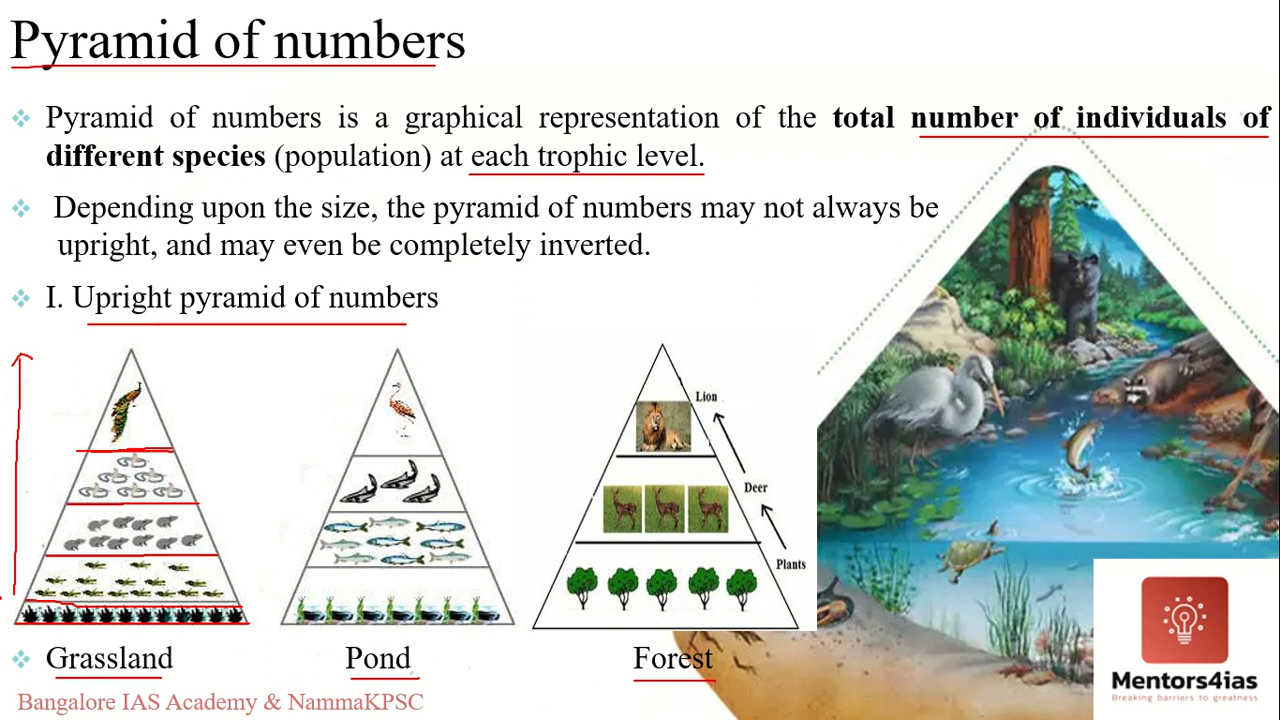 Pyramid of numbers
❖ Pyramid of numbers is a graphical representation of the total number of individuals of
different species (population) at each trophic level.
❖ Depending upon the size, the pyramid of numbers may not always be
upright, and may even be completely inverted.
❖ I. Upright pyramid of numbers
Lion
Deer
Plants
❖ Grassland Pond Forest
Bangalore IAS Academy & NammaKPSC
Mentors4ias
Breaking barriers to greatness